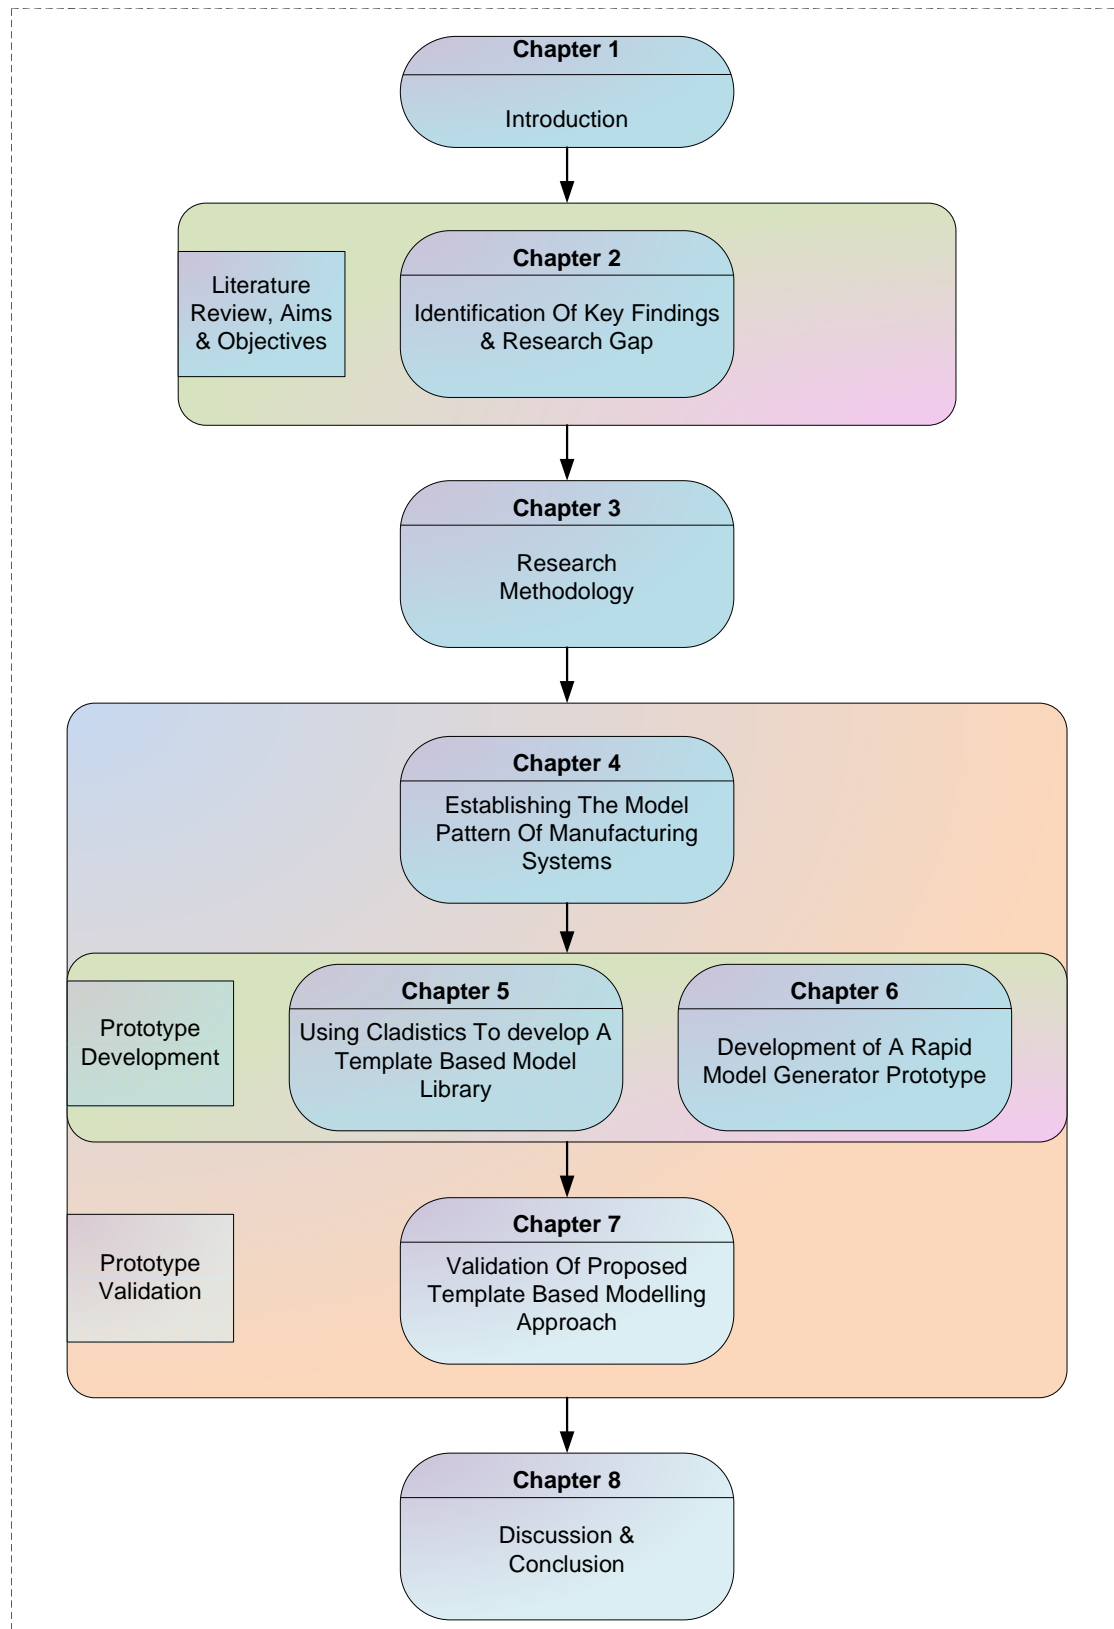 Chapter 1
Introduction
Literature
Review, Aims
& Objectives
Chapter 2
Identification Of Key Findings
& Research Gap
Chapter 3
Research
Methodology
Chapter 4
Establishing The Model
Pattern Of Manufacturing
Systems
Prototype
Development
Chapter 5
Using Cladistics To develop A
Template Based Model
Library
Chapter 6
Development of A Rapid
Model Generator Prototype
Prototype
Validation
Chapter 7
Validation Of Proposed
Template Based Modelling
Approach
Chapter 8
Discussion &
Conclusion